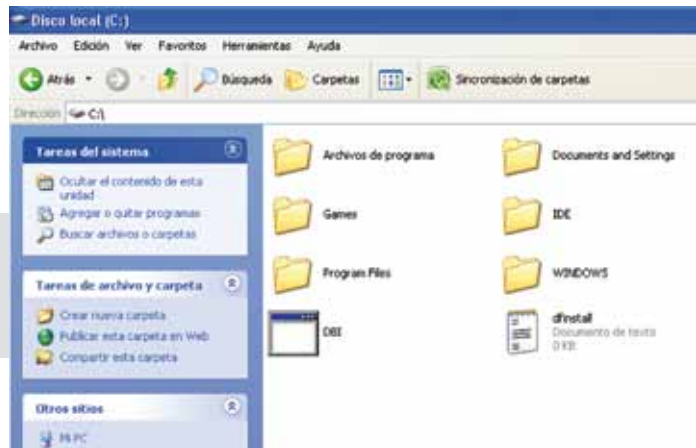 Disco local (C:)
Archivo Edición Ver Favoritos Herramientas Ayuda
Atrás Búsqueda Carpetas Sincronización de carpetas
Dirección C:\
Tareas del sistema
Ocultar el contenido de esta
unidad
Agregar o quitar programas
Buscar archivos o carpetas
Tareas de archivo y carpeta
Crear nueva carpeta
Publicar esta carpeta en Web
Compartir esta carpeta
Otros sitios
Mi PC
Archivos de programa
Documents and Settings
Games
IDE
Program Files
WINDOWS
DBI
dfinstall
Documento de texto
0 KB